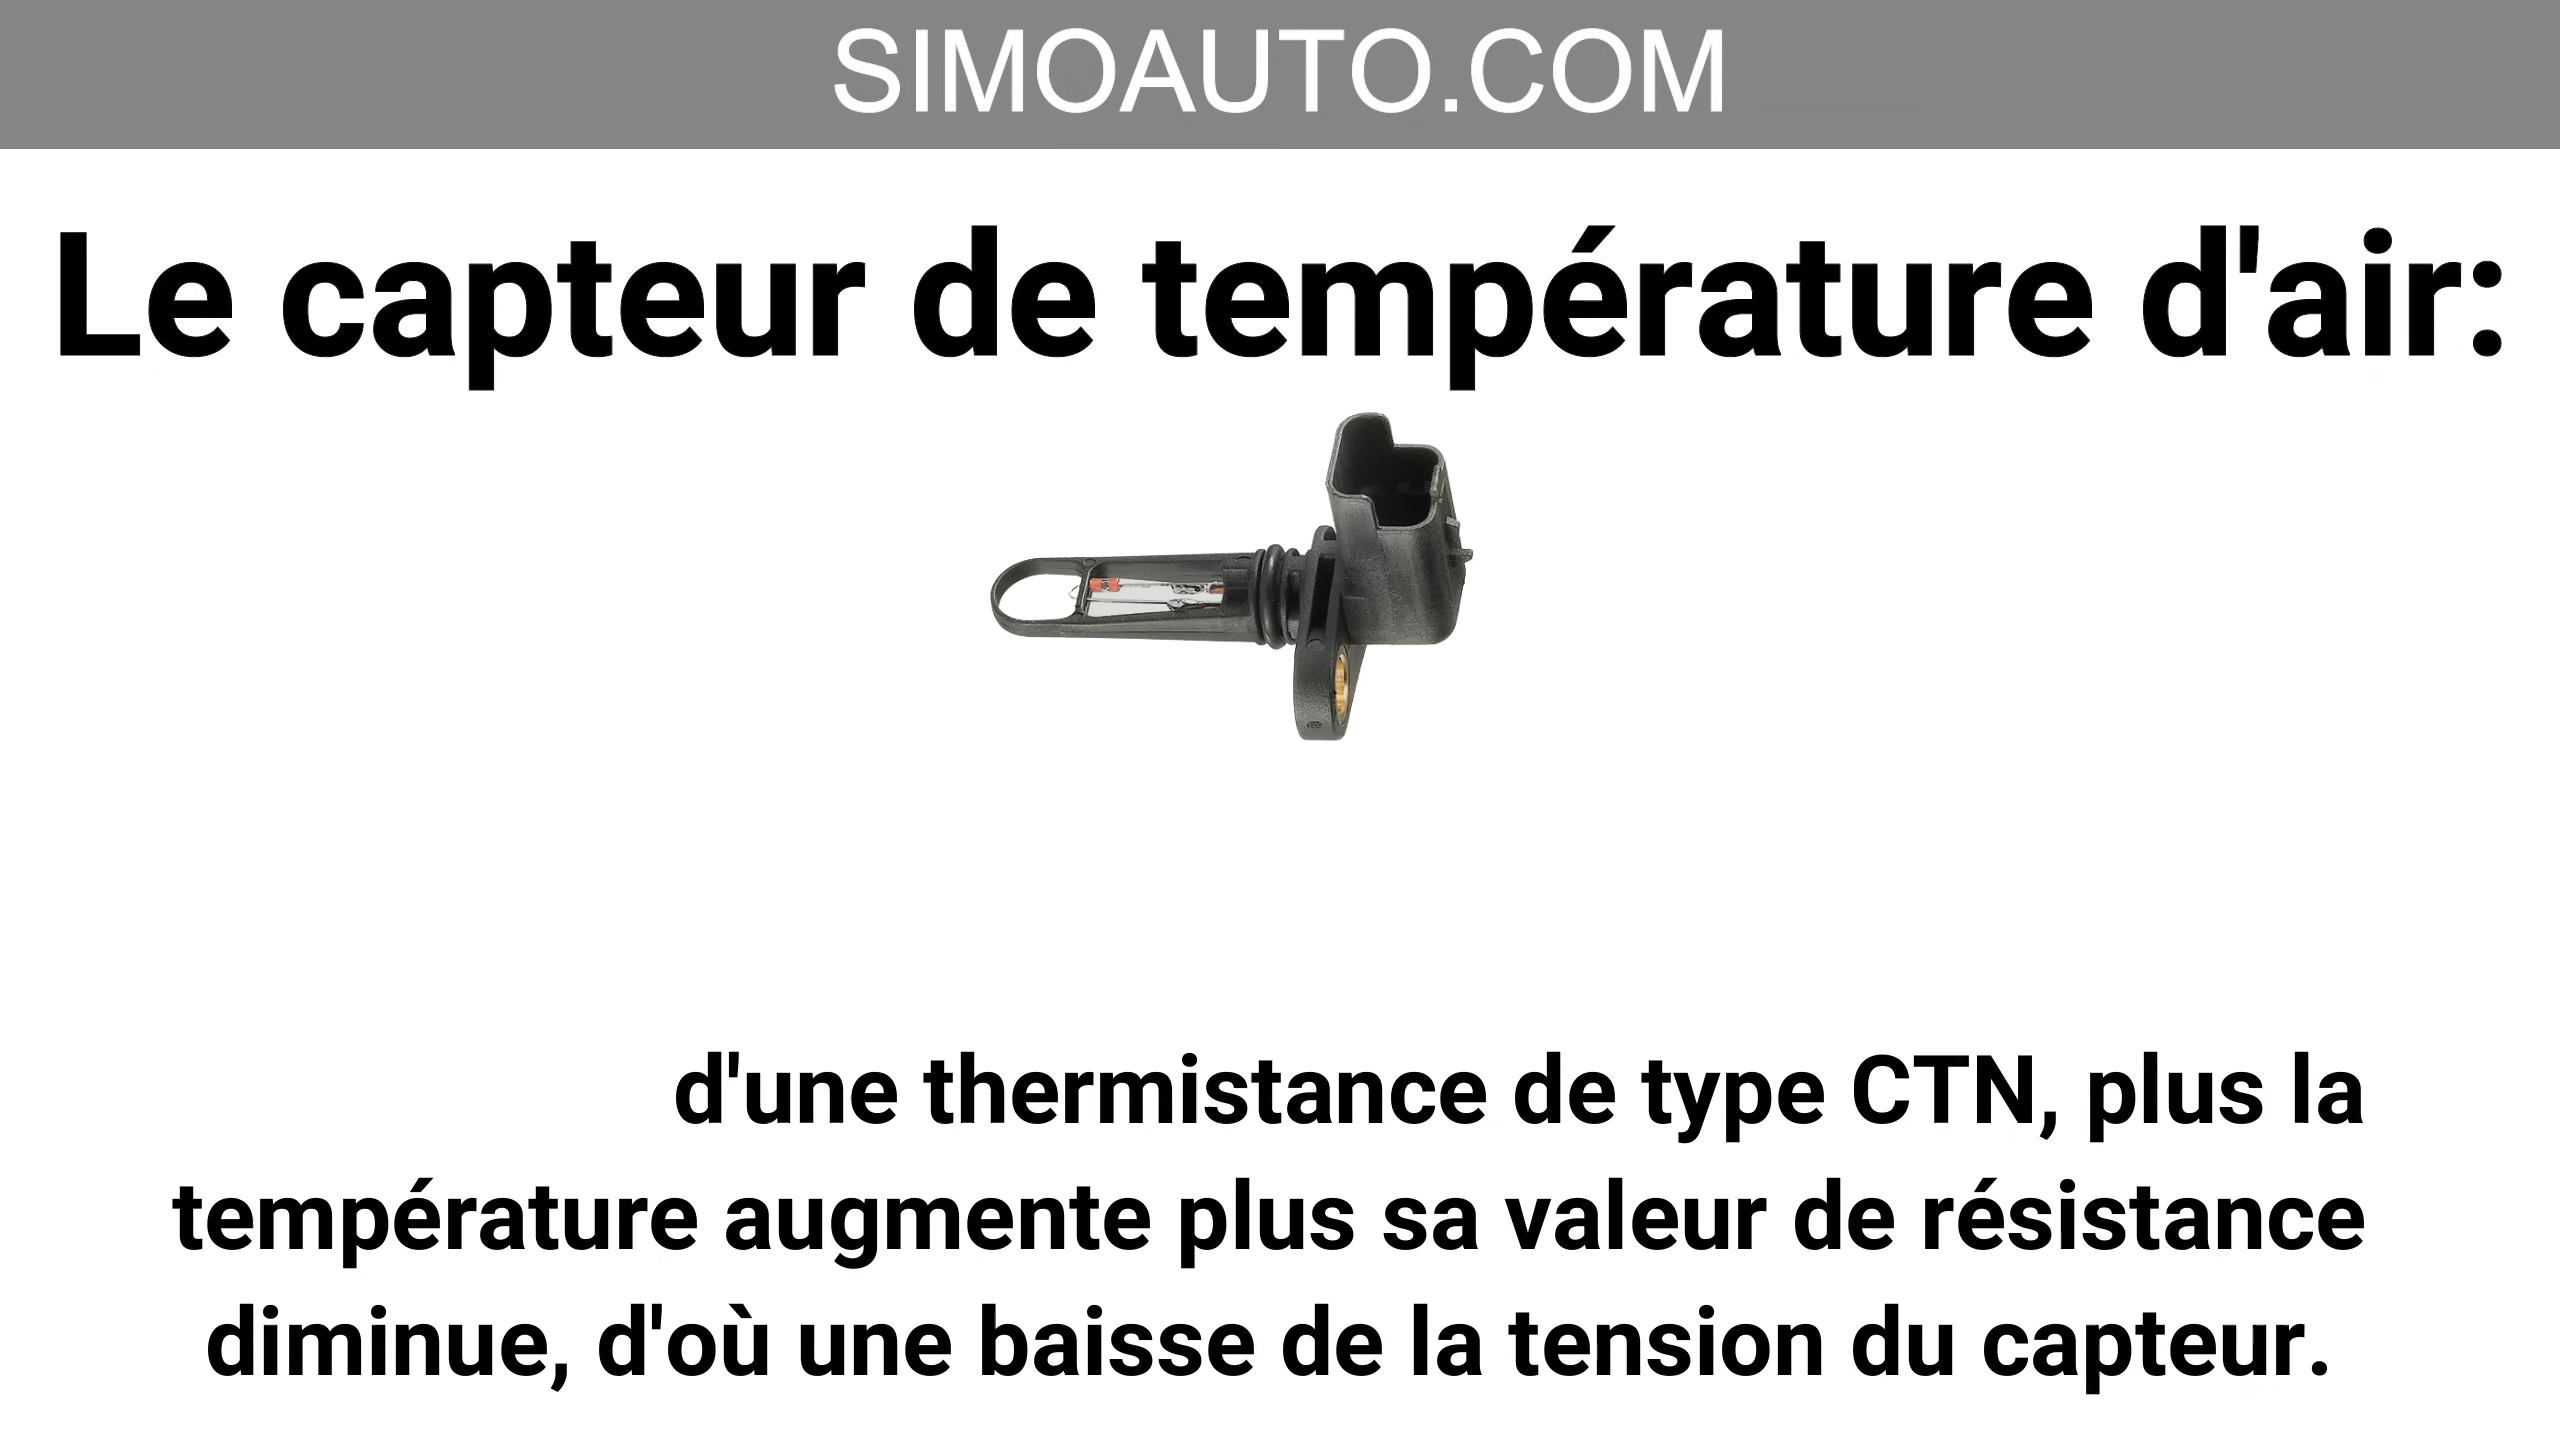 SIMOAUTO.COM
Le capteur de température d'air:
d'une thermistance de type CTN, plus la
température augmente plus sa valeur de résistance
diminue, d'où une baisse de la tension du capteur.